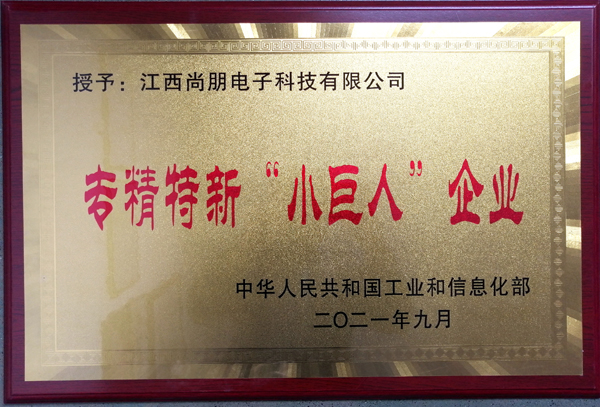 授予：江西尚朋电子科技有限公司
专精特新“小巨人”企业
中华人民共和国工业和信息化部
二〇二一年九月